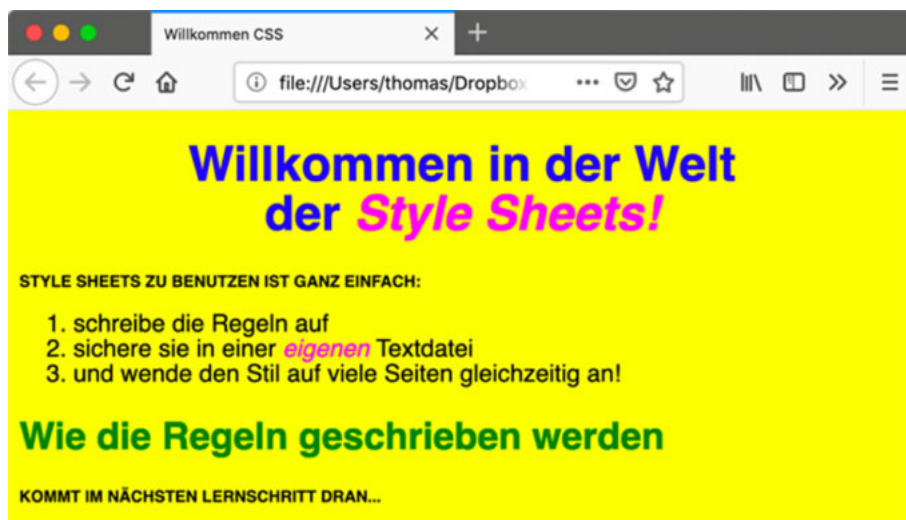 Willkommen CSS
file:///Users/thomas/Dropbox
Willkommen in der Welt
der Style Sheets!
STYLE SHEETS ZU BENUTZEN IST GANZ EINFACH:
1. schreibe die Regeln auf
2. sichere sie in einer eigenen Textdatei
3. und wende den Stil auf viele Seiten gleichzeitig an!
Wie die Regeln geschrieben werden
KOMMT IM NÄCHSTEN LERNSCHRITT DRAN...